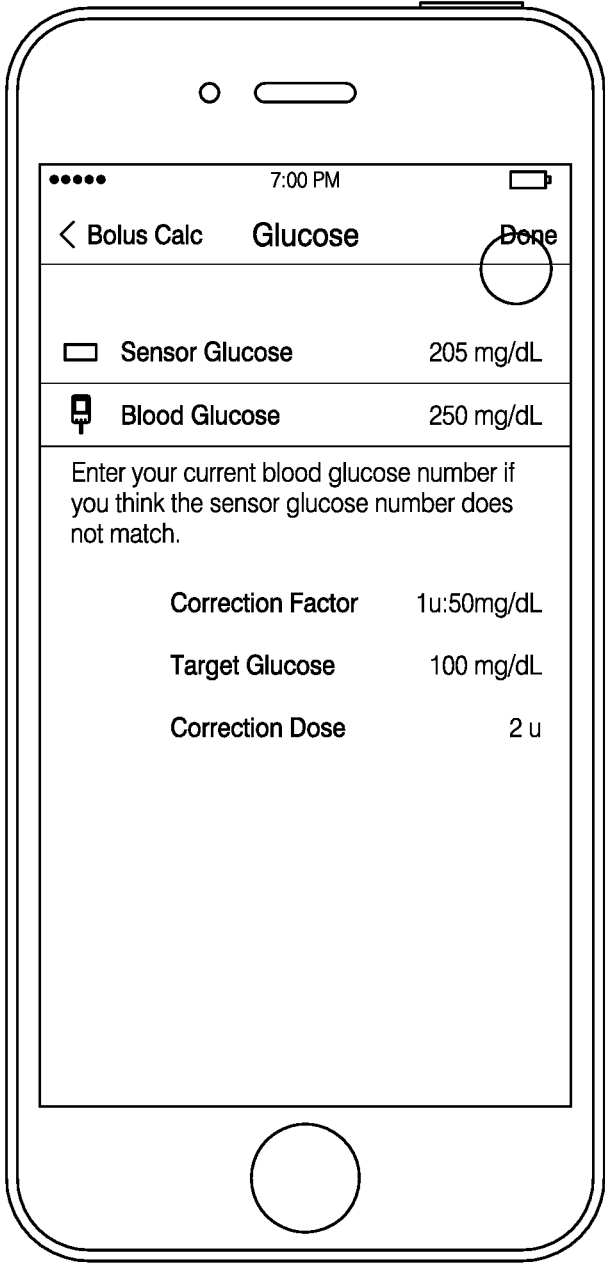 7:00 PM
Bolus Calc Glucose Done
Sensor Glucose 205 mg/dL
Blood Glucose 250 mg/dL
Enter your current blood glucose number if
you think the sensor glucose number does
not match.
Correction Factor 1u:50mg/dL
Target Glucose 100 mg/dL
Correction Dose 2 u